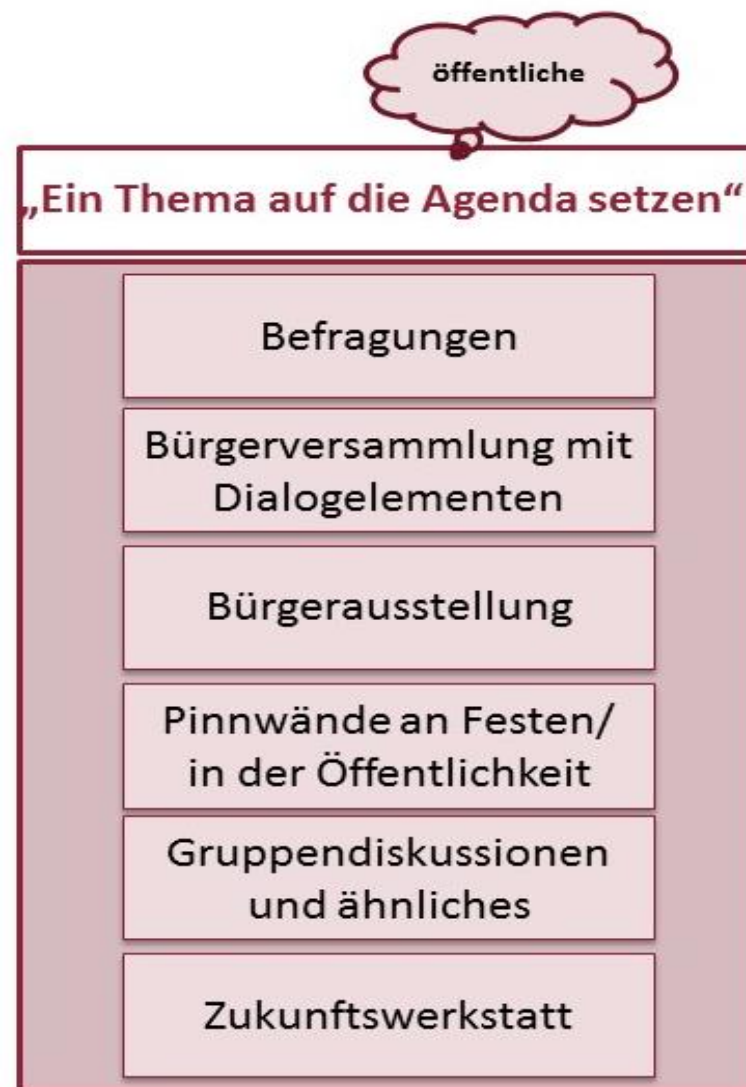 öffentliche
„Ein Thema auf die Agenda setzen“
Befragungen
Bürgerversammlung mit
Dialogelementen
Bürgerausstellung
Pinnwände an Festen/
in der Öffentlichkeit
Gruppendiskussionen
und ähnliches
Zukunftswerkstatt